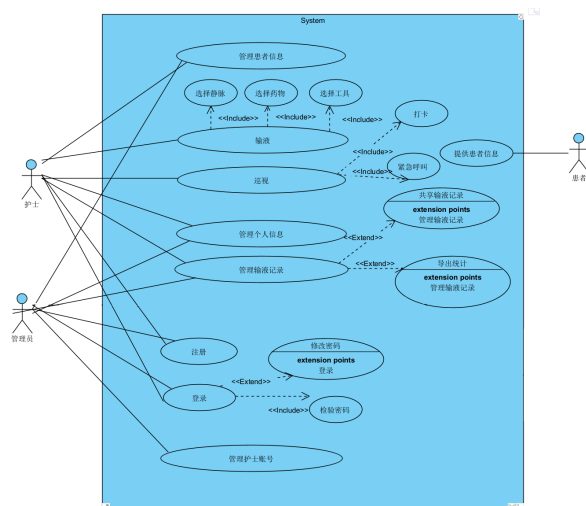 System
管理患者信息
选择静脉
选择药物
选择工具
<<Include>>
<<Include>>
<<Include>>
打卡
输液
<<Include>>
提供患者信息
患者
<<Include>>
紧急呼叫
<<Include>>
巡视
护士
共享输液记录
extension points
管理输液记录
管理个人信息
<<Extend>>
管理输液记录
<<Extend>>
导出统计
extension points
管理输液记录
管理员
注册
修改密码
extension points
登录
<<Extend>>
登录
<<Include>>
检验密码
管理护士账号